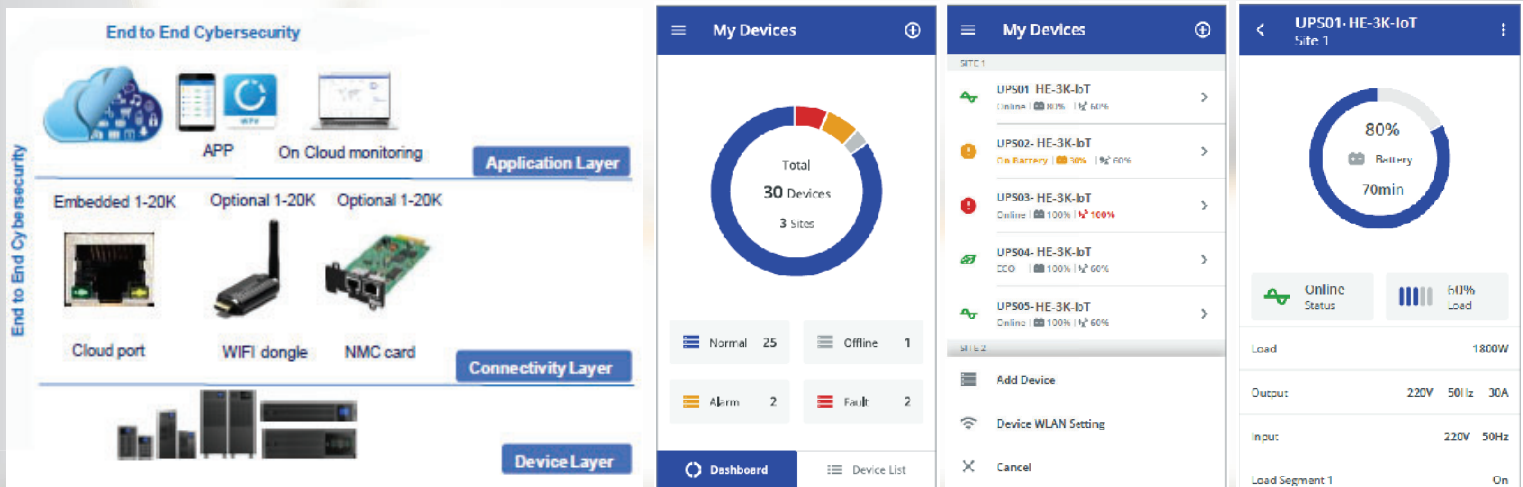 End to End Cybersecurity
End to End Cybersecurity
APP
On Cloud monitoring
Application Layer
Embedded 1-20K
Optional 1-20K
Optional 1-20K
Cloud port
WIFI dongle
NMC card
Connectivity Layer
Device Layer
My Devices
Total
30 Devices
3 Sites
Normal 25
Offline 1
Alarm 2
Fault 2
Dashboard
Device List
My Devices
SITE 1
UPS01 HE-3K-IoT
Online | 80% | 60%
UPS02- HE-3K-IoT
On Battery | 30% | 60%
UPS03- HE-3K-IoT
Online | 100% | 100%
UPS04- HE-3K-IoT
ECO | 100% | 60%
UPS05- HE-3K-IoT
Online | 100% | 60%
SITE 2
Add Device
Device WLAN Setting
Cancel
UPS01- HE-3K-IoT
Site 1
80%
Battery
70min
Online
Status
60%
Load
Load 1800W
Output 220V 50Hz 30A
Input 220V 50Hz
Load Segment 1 On